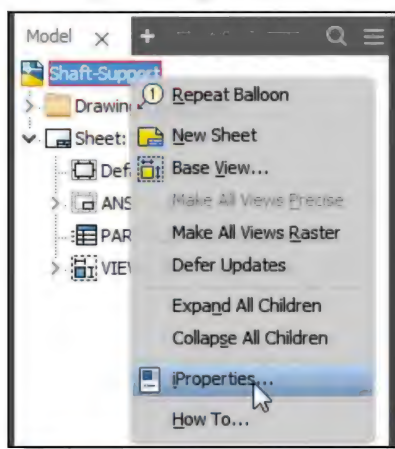 Model × +
Shaft-Support
Drawin
Repeat Balloon
Sheet:
New Sheet
Def
Base View...
ANS
Make All Views Precise
PAR
Make All Views Raster
VIE
Defer Updates
Expand All Children
Collapse All Children
iProperties...
How To...